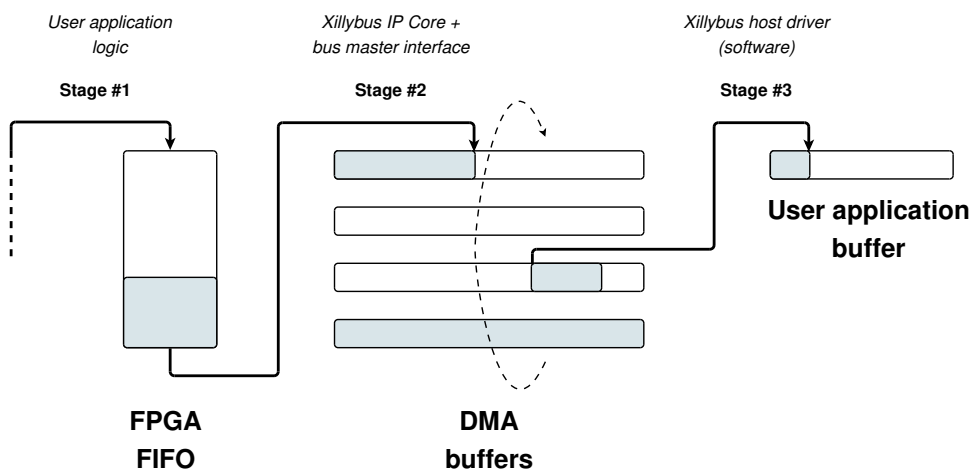 User application
logic
Stage #1
Xillybus IP Core +
bus master interface
Stage #2
Xillybus host driver
(software)
Stage #3
User application
buffer
FPGA
FIFO
DMA
buffers